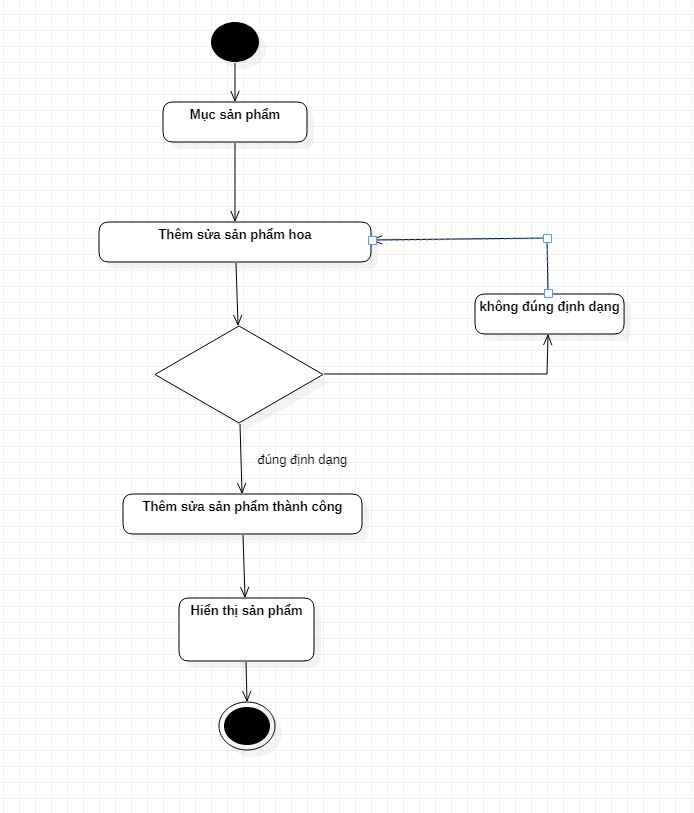 Mục sản phẩm
Thêm sửa sản phẩm hoa
không đúng định dạng
đúng định dạng
Thêm sửa sản phẩm thành công
Hiển thị sản phẩm